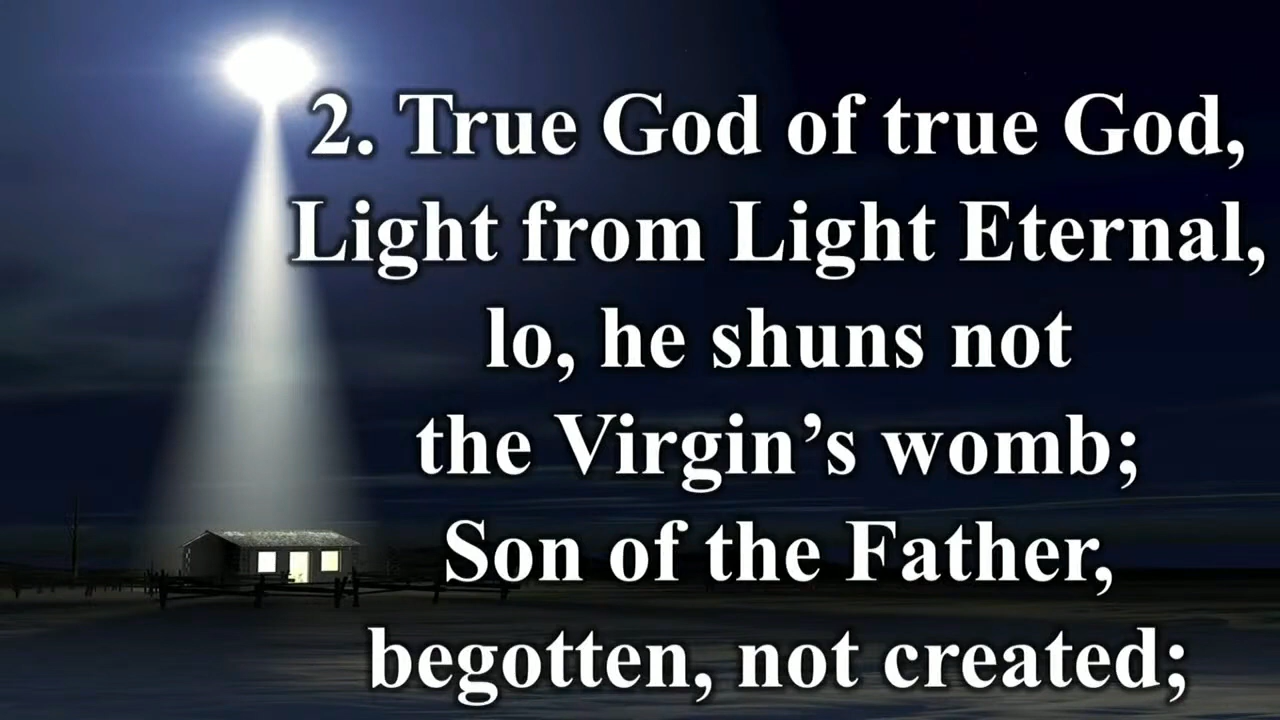 2. True God of true God,
Light from Light Eternal,
lo, he shuns not
the Virgin’s womb;
Son of the Father,
begotten, not created;